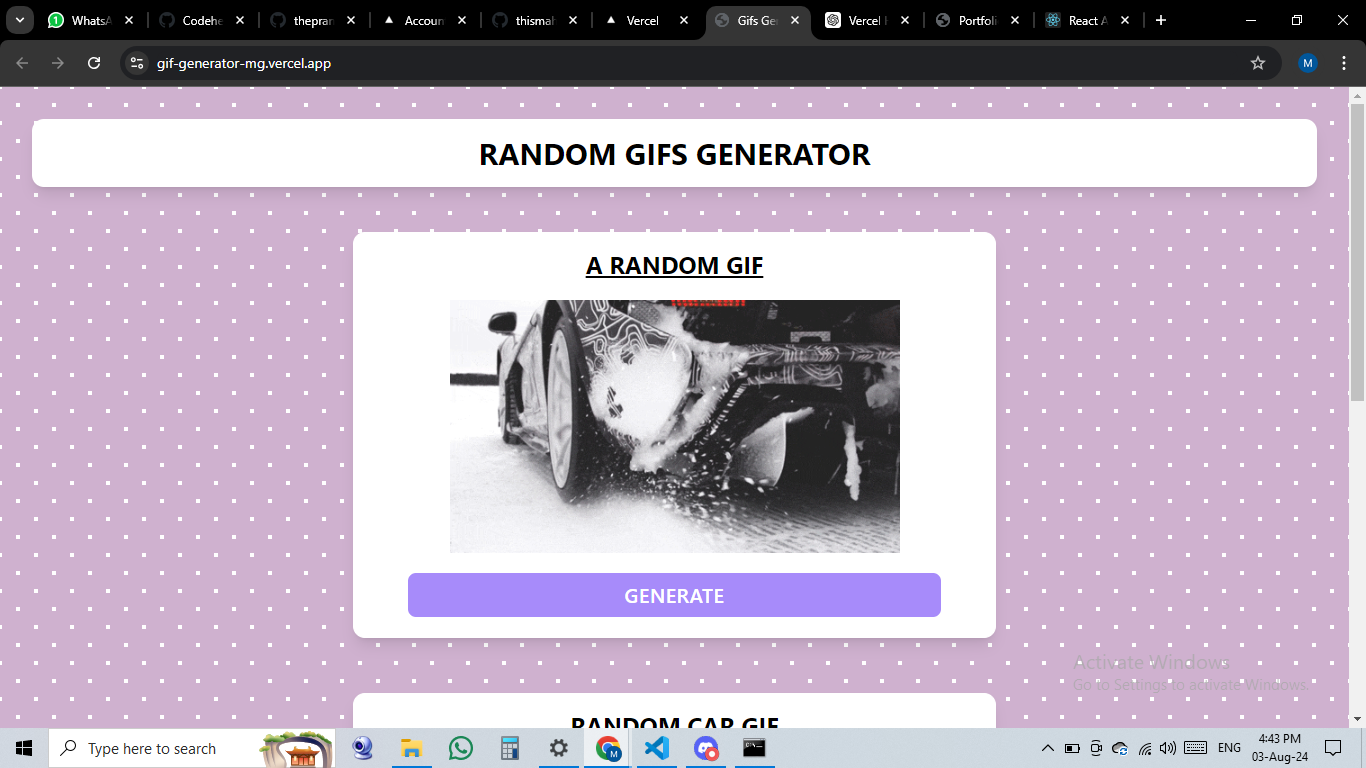 WhatsA
Codehe
thepran
Accoun
thismah
Vercel
Gifs Ge
Vercel
Portfoli
React A
gif-generator-mg.vercel.app
M
RANDOM GIFS GENERATOR
A RANDOM GIF
GENERATE
Activate Windows
Go to Settings to activate Windows.
RANDOM CAR GIF
Type here to search
ENG
4:43 PM
03-Aug-24